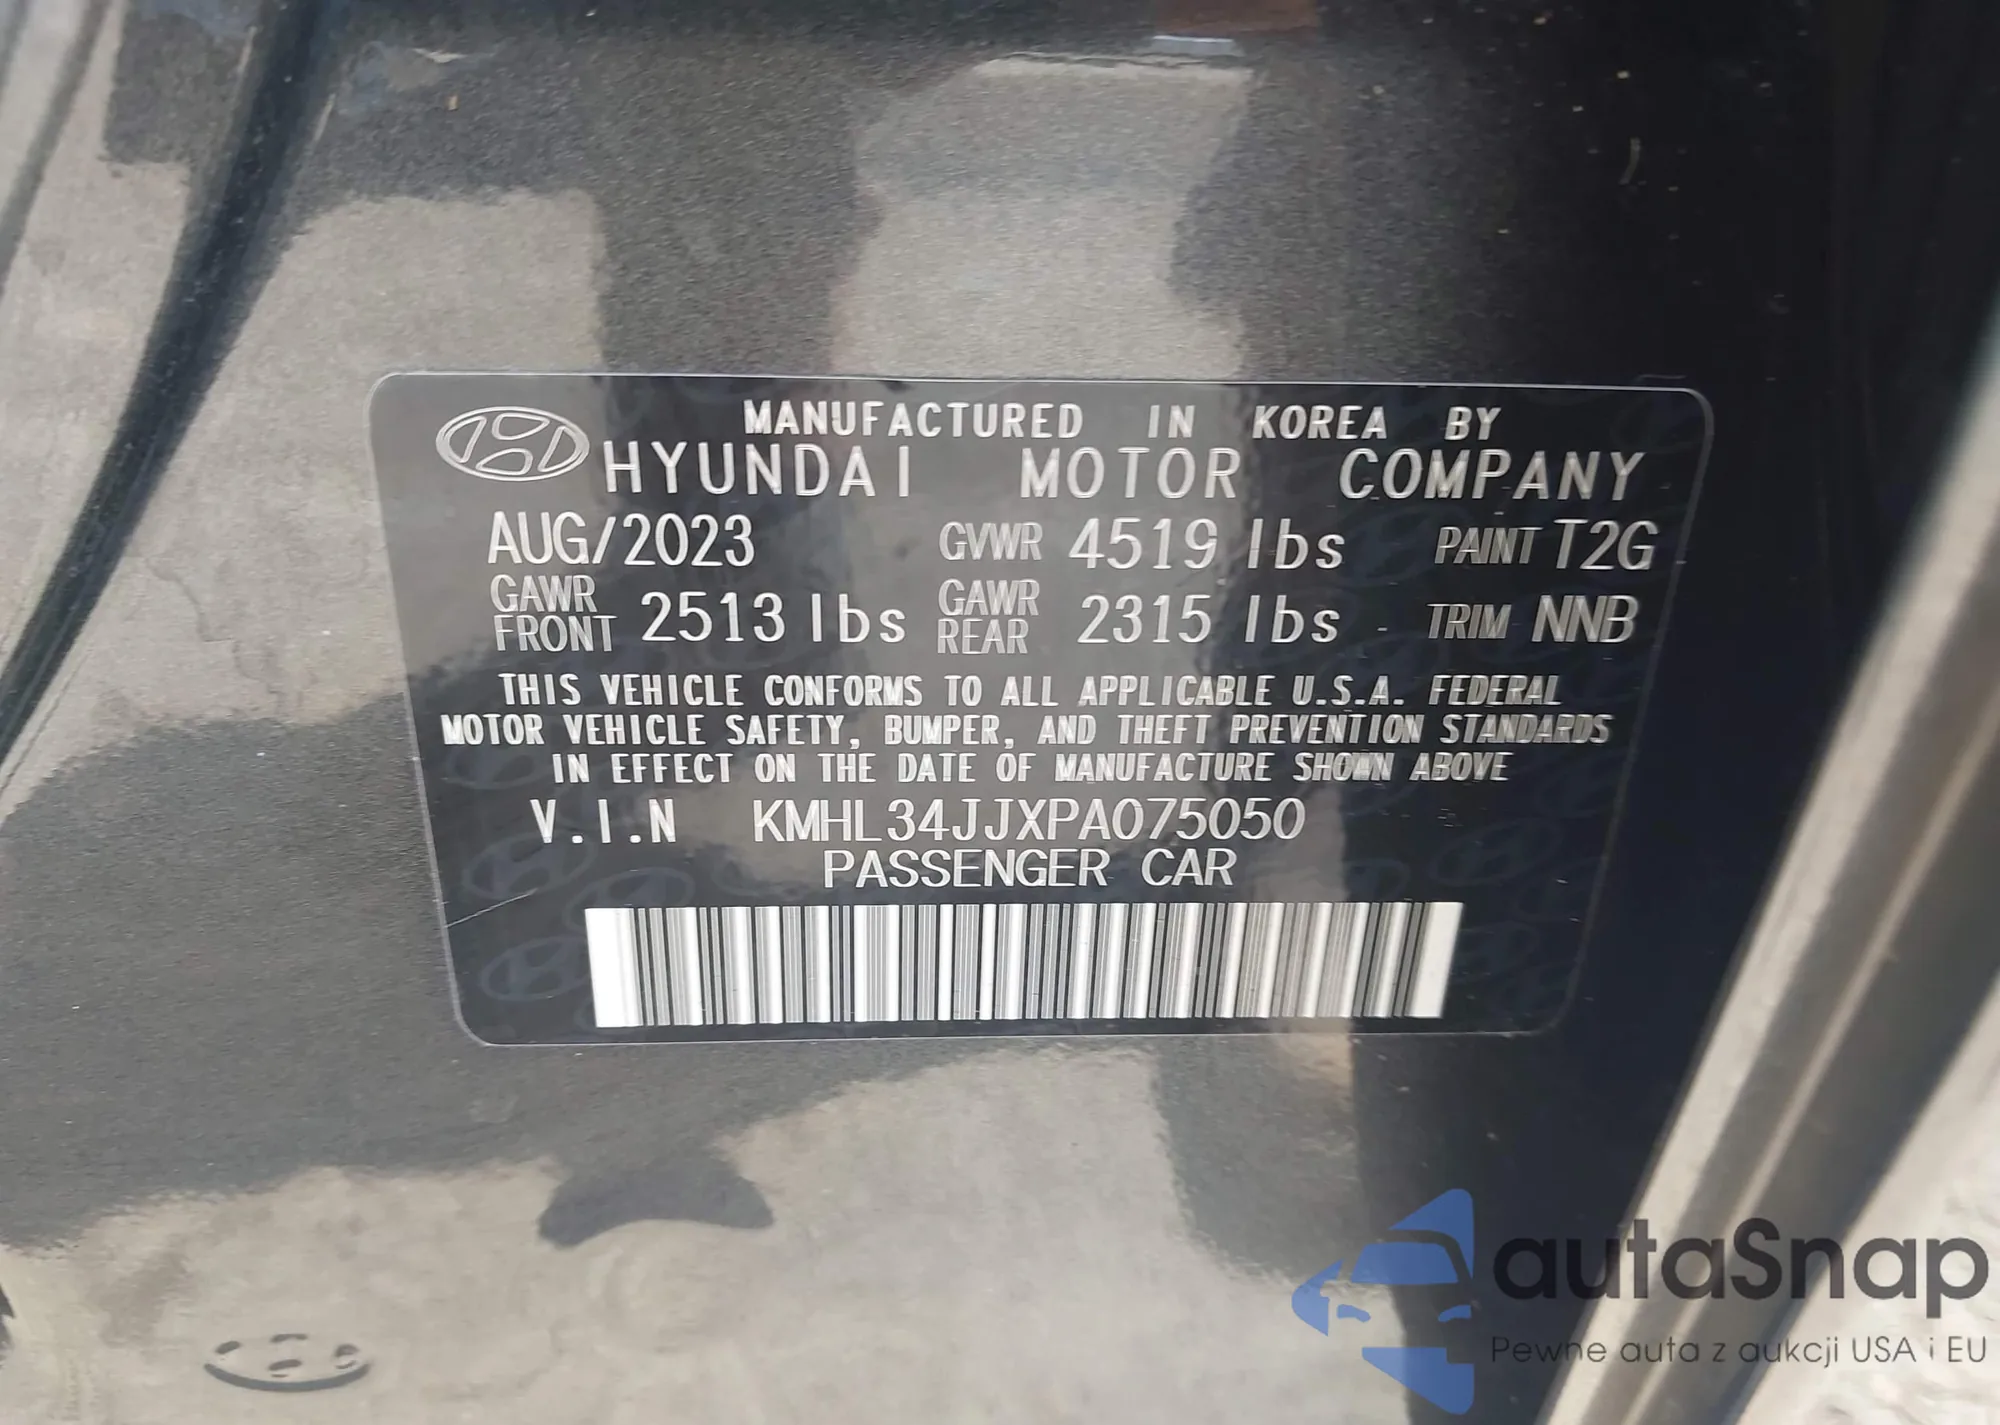 MANUFACTURED IN KOREA BY
HYUNDAI MOTOR COMPANY
AUG/2023 GVWR 4519 lbs PAINT T2G
GAWR FRONT 2513 lbs GAWR REAR 2315 lbs TRIM NNB
THIS VEHICLE CONFORMS TO ALL APPLICABLE U.S.A. FEDERAL
MOTOR VEHICLE SAFETY, BUMPER, AND THEFT PREVENTION STANDARDS
IN EFFECT ON THE DATE OF MANUFACTURE SHOWN ABOVE
V.I.N KMHL34JJXPA075050
PASSENGER CAR
autaSnap
Pewne auta z aukcji USA i EU